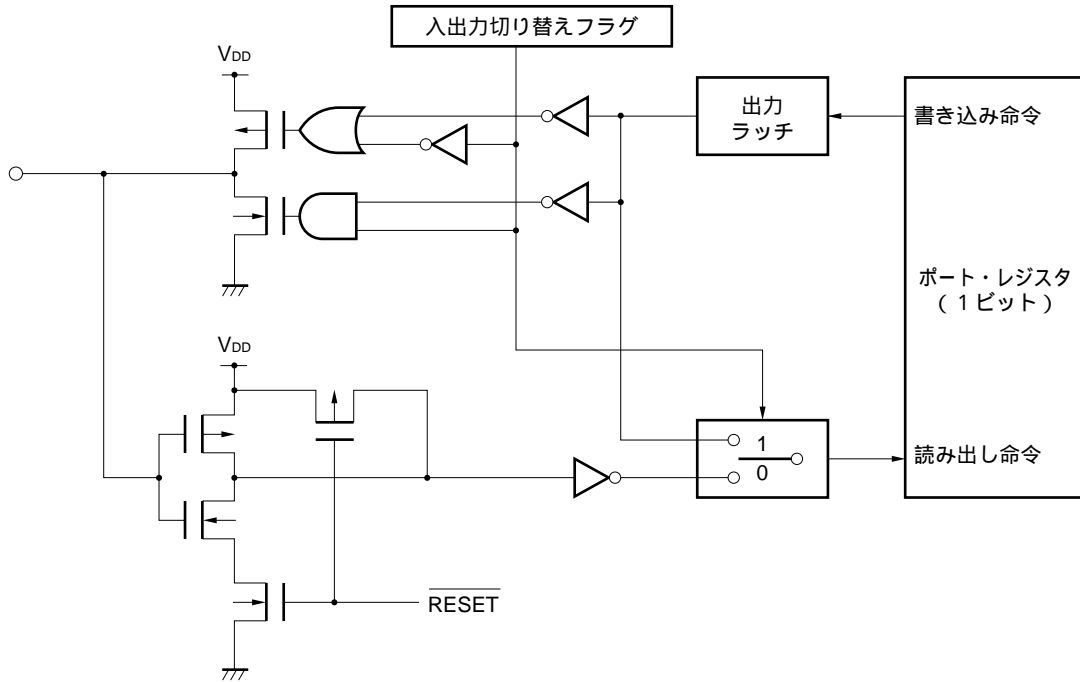 入出力切り替えフラグ
VDD
出力
ラッチ
書き込み命令
ポート・レジスタ
(1ビット)
VDD
1
0
読み出し命令
RESET